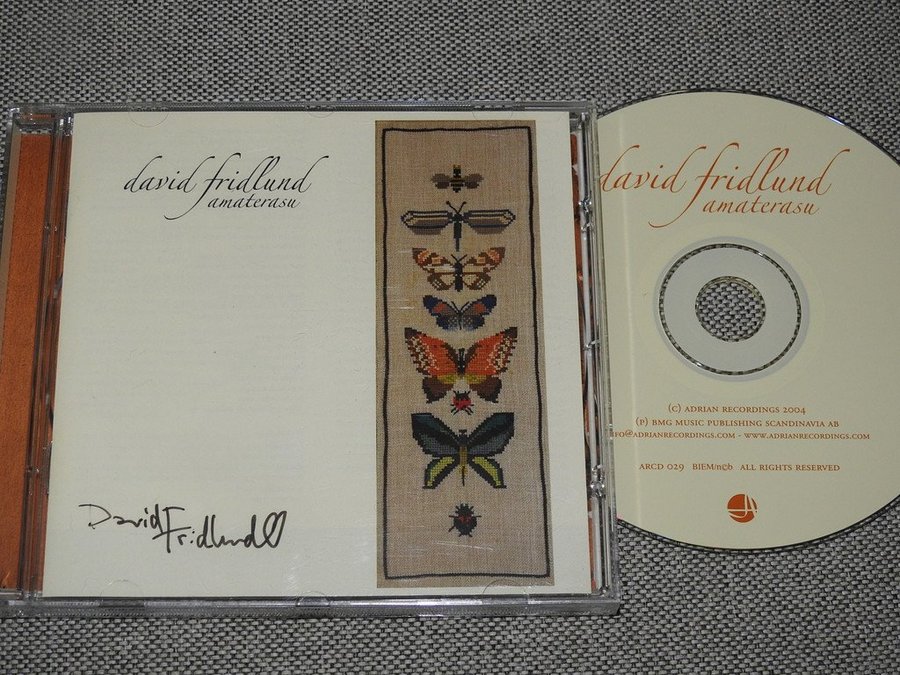 david fridlund
amaterasu
David
Fridlund
david fridlund
amaterasu
(C) ADRIAN RECORDINGS 2004
(P) BMG MUSIC PUBLISHING SCANDINAVIA AB
@ADRIANRECORDINGS.COM - WWW.ADRIANRECORDINGS.COM
ARCD 029 BIEM/n©b ALL RIGHTS RESERVED